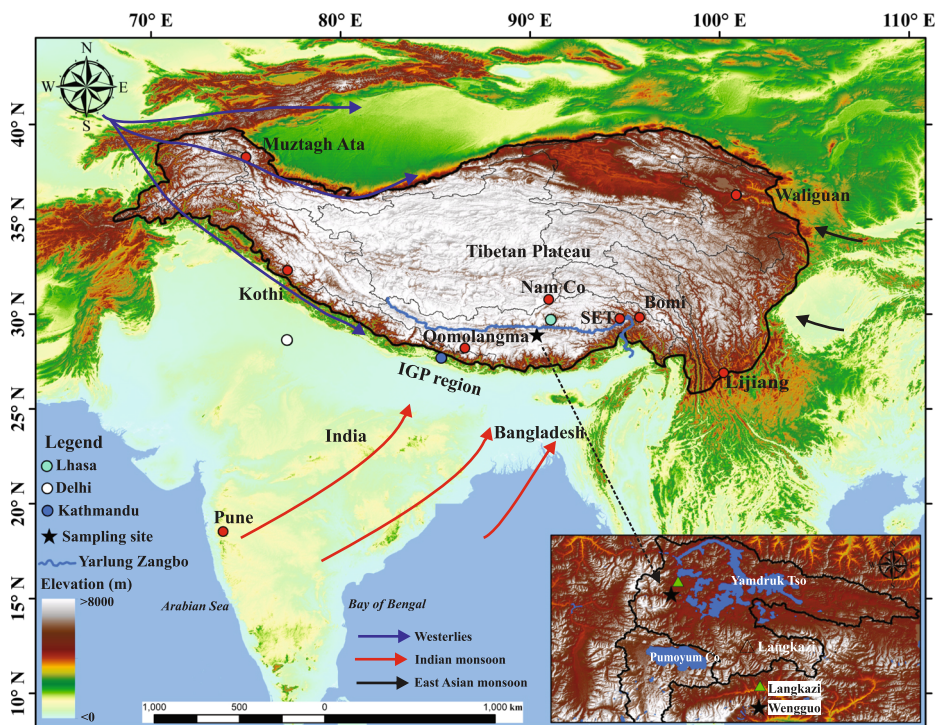 70° E
80° E
90° E
100° E
110° E
N
W
E
S
40° N
35° N
30° N
25° N
20° N
15° N
10° N
Muztagh Ata
Waliguan
Tibetan Plateau
Kothi
Nam Co
SET
Bomi
Qomolangma
IGP region
Lijiang
India
Bangladesh
Pune
Legend
Lhasa
Delhi
Kathmandu
Sampling site
Yarlung Zangbo
Elevation (m)
>8000
<0
Arabian Sea
Bay of Bengal
Westerlies
Indian monsoon
East Asian monsoon
1,000
500
0
1,000 km
Yamdruk Tso
Langkazi
Pumoyum Co
Langkazi
Wengguo